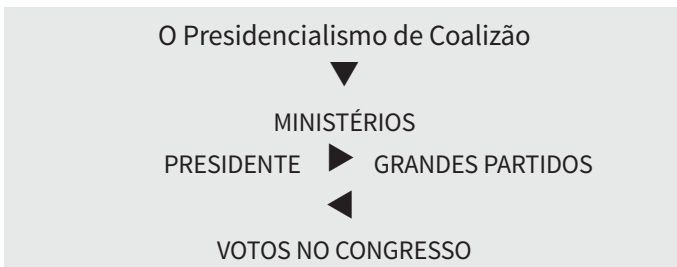 O Presidencialismo de Coalizão
MINISTÉRIOS
PRESIDENTE ▶ GRANDES PARTIDOS
VOTOS NO CONGRESSO